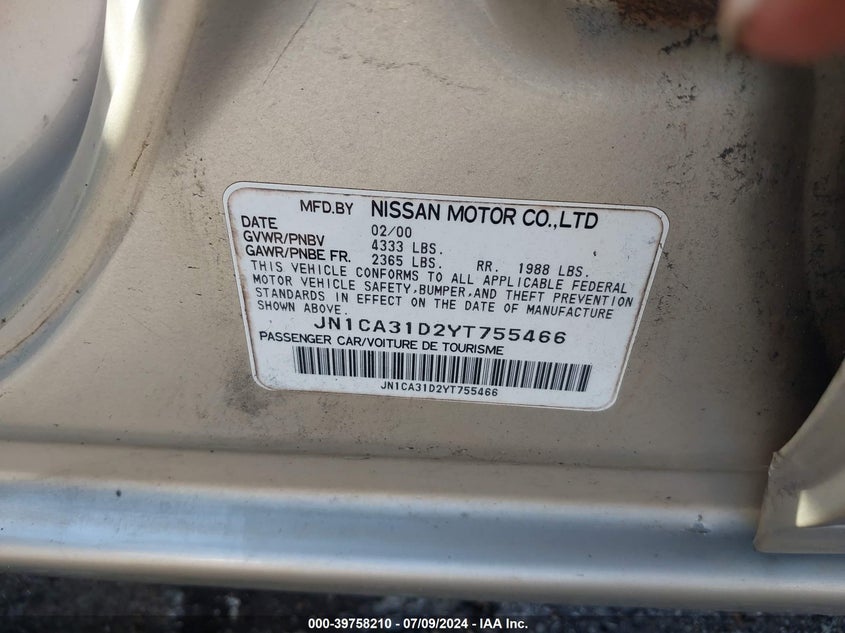 MFD.BY NISSAN MOTOR CO.,LTD
DATE 02/00
GVWR/PNBV 4333 LBS.
GAWR/PNBE FR. 2365 LBS. RR. 1988 LBS.
THIS VEHICLE CONFORMS TO ALL APPLICABLE FEDERAL
MOTOR VEHICLE SAFETY,BUMPER,AND THEFT PREVENTION
STANDARDS IN EFFECT ON THE DATE OF MANUFACTURE
SHOWN ABOVE.
JN1CA31D2YT755466
PASSENGER CAR/VOITURE DE TOURISME
JN1CA31D2YT755466
000-39758210 - 07/09/2024 - IAA Inc.